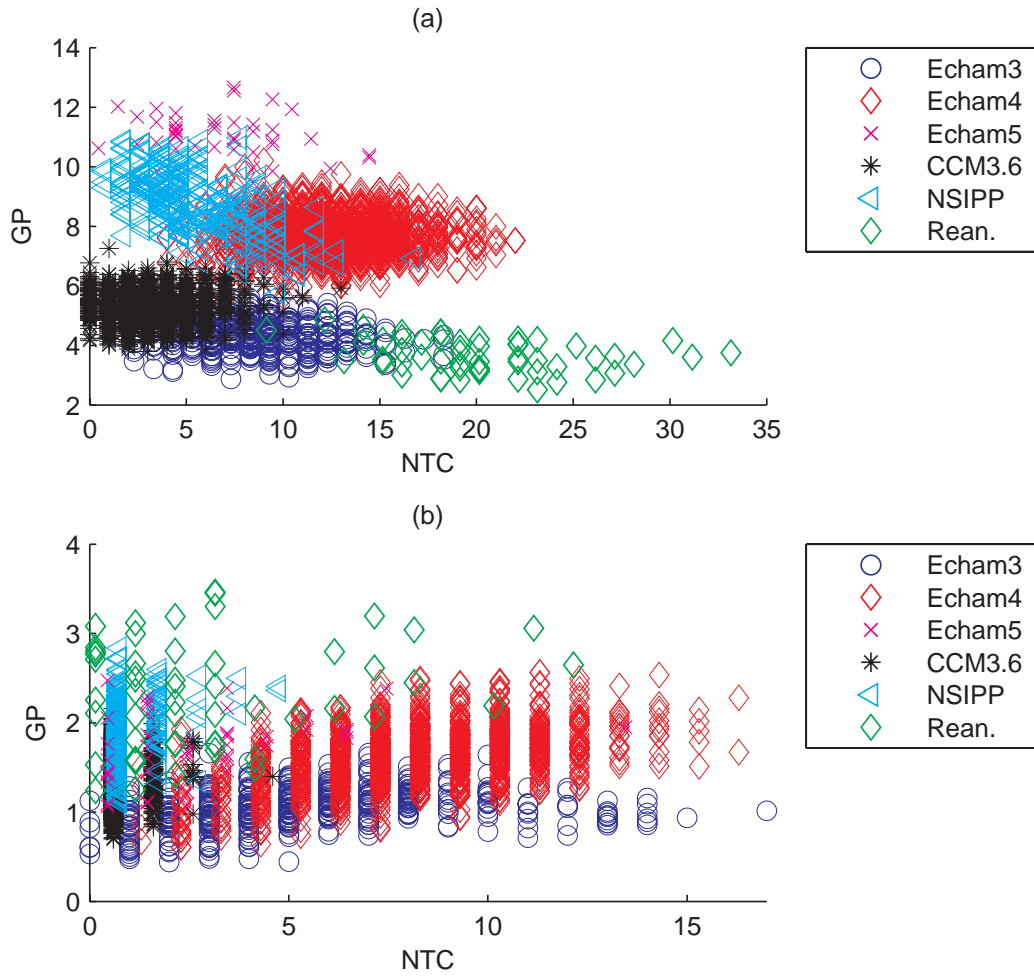 (a)
14
12
10
8
6
4
2
GP
0 5 10 15 20 25 30 35
NTC
Echam3
Echam4
Echam5
CCM3.6
NSIPP
Rean.
(b)
4
3
2
1
0
GP
0 5 10 15
NTC
Echam3
Echam4
Echam5
CCM3.6
NSIPP
Rean.